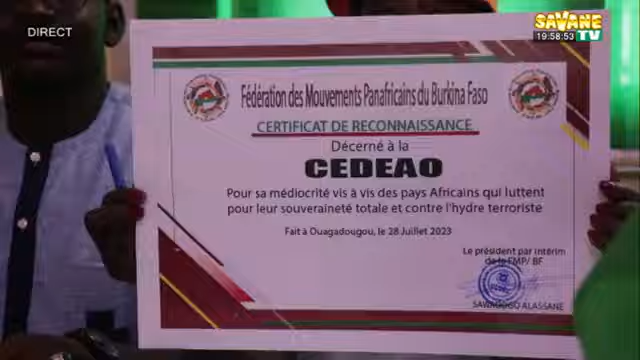 DIRECT
SAVANE
19:58:53 TV
Fédération des Mouvements Panafricains du Burkina Faso
CERTIFICAT DE RECONNAISSANCE
Décerné à la
CEDEAO
Pour sa médiocrité vis à vis des pays Africains qui luttent
pour leur souveraineté totale et contre l'hydre terroriste
Fait à Ouagadougou, le 28 Juillet 2023
Le président par intérim
de la FMP/ BF
SAWADOGO ALASSANE